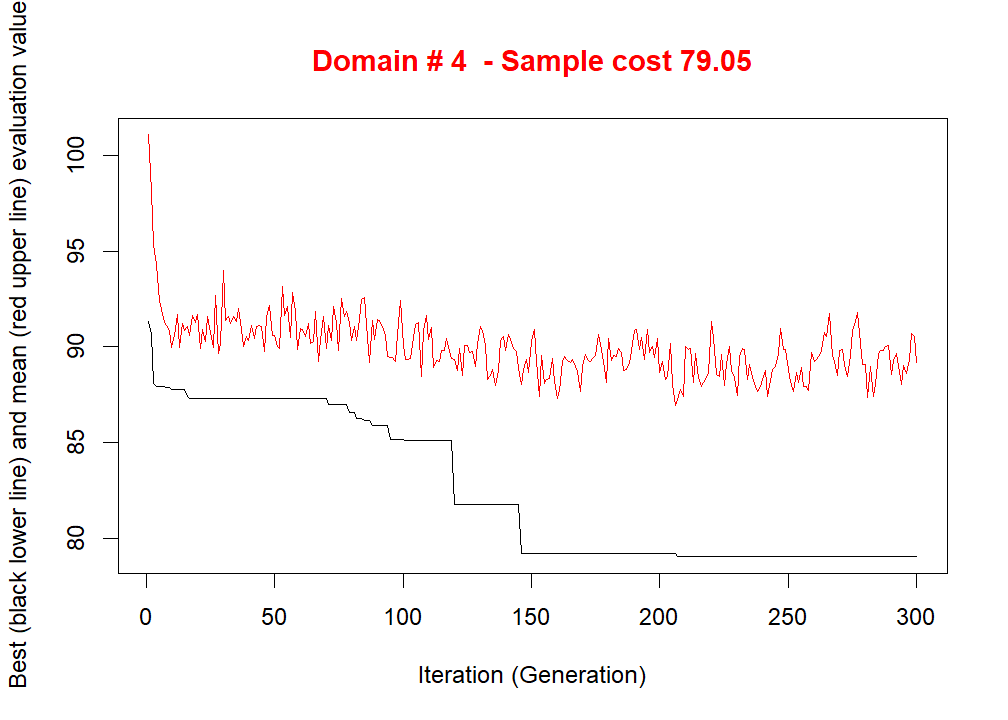 Domain # 4  - Sample cost 79.05
Best (black lower line) and mean (red upper line) evaluation value
100
95
90
85
80
0 50 100 150 200 250 300
Iteration (Generation)